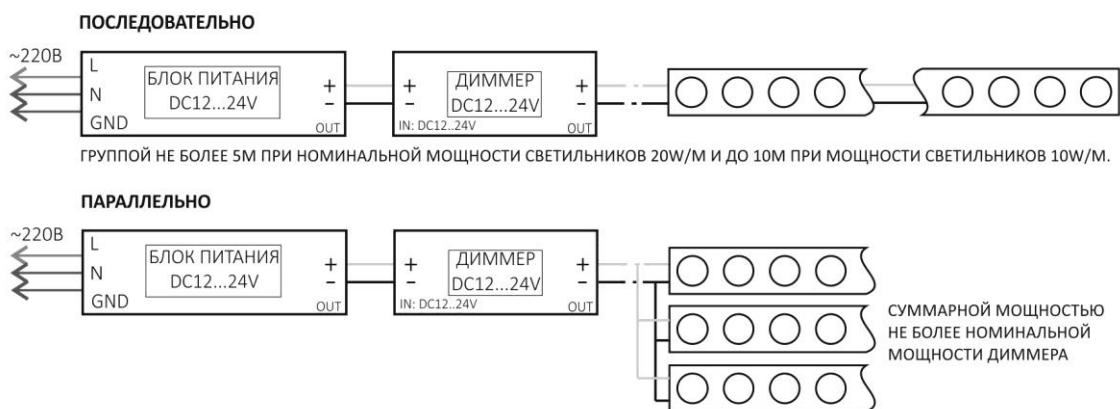 ПОСЛЕДОВАТЕЛЬНО
~220В
L
N
GND
БЛОК ПИТАНИЯ
DC12...24V
+
-
OUT
+
-
IN: DC12..24V
ДИММЕР
DC12...24V
+
-
OUT
ГРУППОЙ НЕ БОЛЕЕ 5М ПРИ НОМИНАЛЬНОЙ МОЩНОСТИ СВЕТИЛЬНИКОВ 20W/М И ДО 10М ПРИ МОЩНОСТИ СВЕТИЛЬНИКОВ 10W/М.
ПАРАЛЛЕЛЬНО
~220В
L
N
GND
БЛОК ПИТАНИЯ
DC12...24V
+
-
OUT
+
-
IN: DC12..24V
ДИММЕР
DC12...24V
+
-
OUT
СУММАРНОЙ МОЩНОСТЬЮ
НЕ БОЛЕЕ НОМИНАЛЬНОЙ
МОЩНОСТИ ДИММЕРА